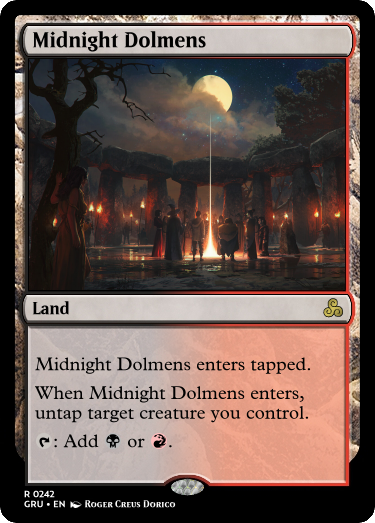 Midnight Dolmens
Land
Midnight Dolmens enters tapped.
When Midnight Dolmens enters,
untap target creature you control.
: Add or .
R 0242
GRU • EN Roger Creus Dorico